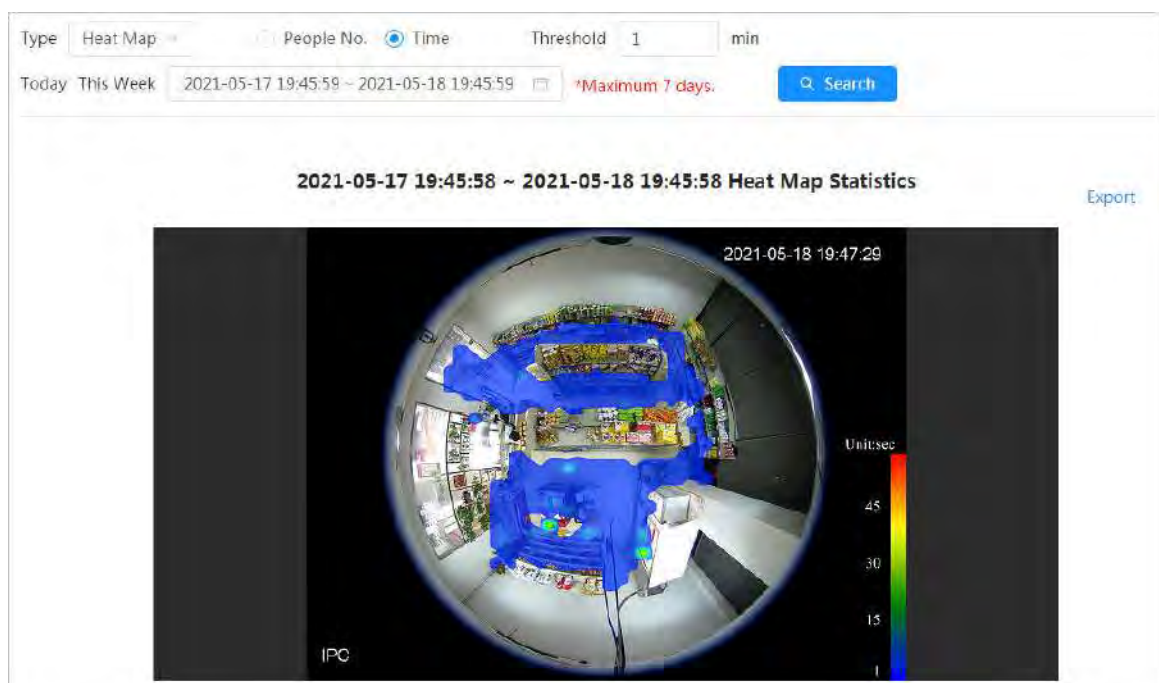 Type Heat Map People No. Time Threshold 1 min
Today This Week 2021-05-17 19:45:59 ~ 2021-05-18 19:45:59 *Maximum 7 days. Search
2021-05-17 19:45:58 ~ 2021-05-18 19:45:58 Heat Map Statistics
Export
2021-05-18 19:47:29
Unit:sec
45
30
15
1
IPC